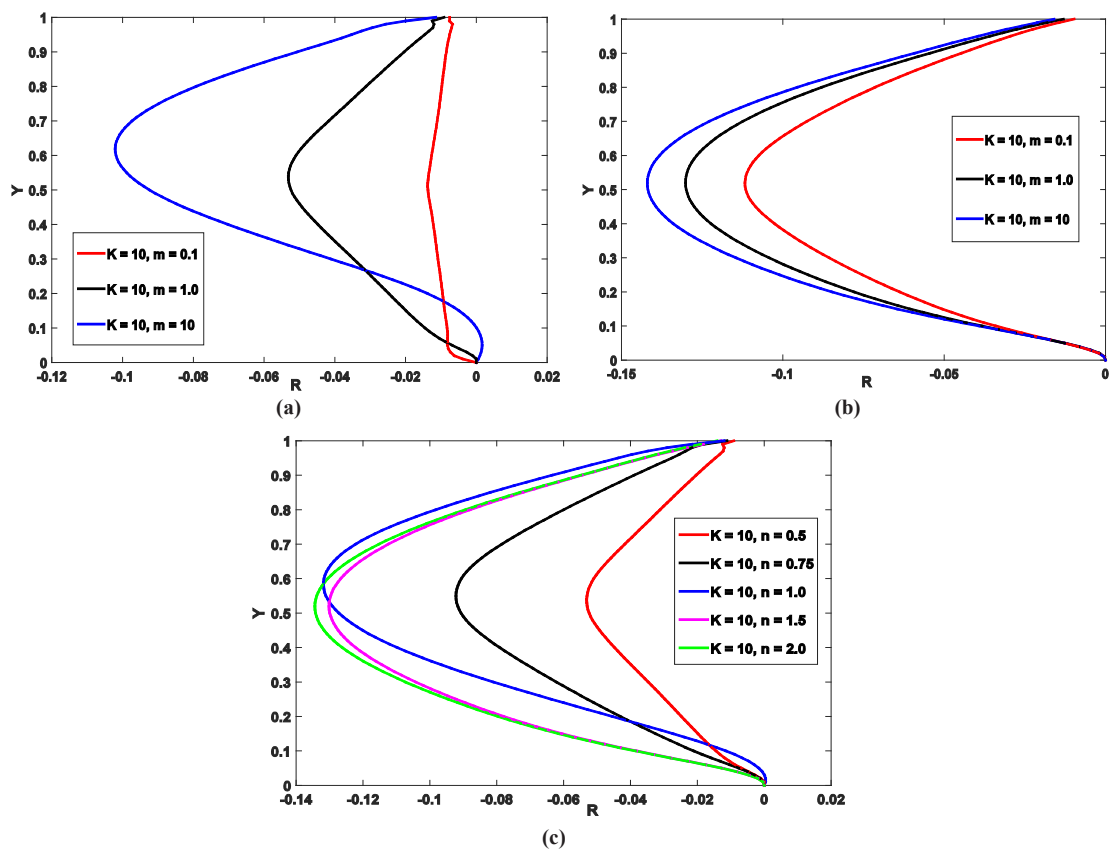 1
0.9
0.8
0.7
0.6
0.5
0.4
0.3
0.2
0.1
0
Y
K = 10, m = 0.1
K = 10, m = 1.0
K = 10, m = 10
-0.12 -0.1 -0.08 -0.06 -0.04 -0.02 0 0.02
R
(a)
1
0.9
0.8
0.7
0.6
0.5
0.4
0.3
0.2
0.1
0
Y
K = 10, m = 0.1
K = 10, m = 1.0
K = 10, m = 10
-0.15 -0.1 -0.05 0
R
(b)
1
0.9
0.8
0.7
0.6
0.5
0.4
0.3
0.2
0.1
0
Y
K = 10, n = 0.5
K = 10, n = 0.75
K = 10, n = 1.0
K = 10, n = 1.5
K = 10, n = 2.0
-0.14 -0.12 -0.1 -0.08 -0.06 -0.04 -0.02 0 0.02
R
(c)